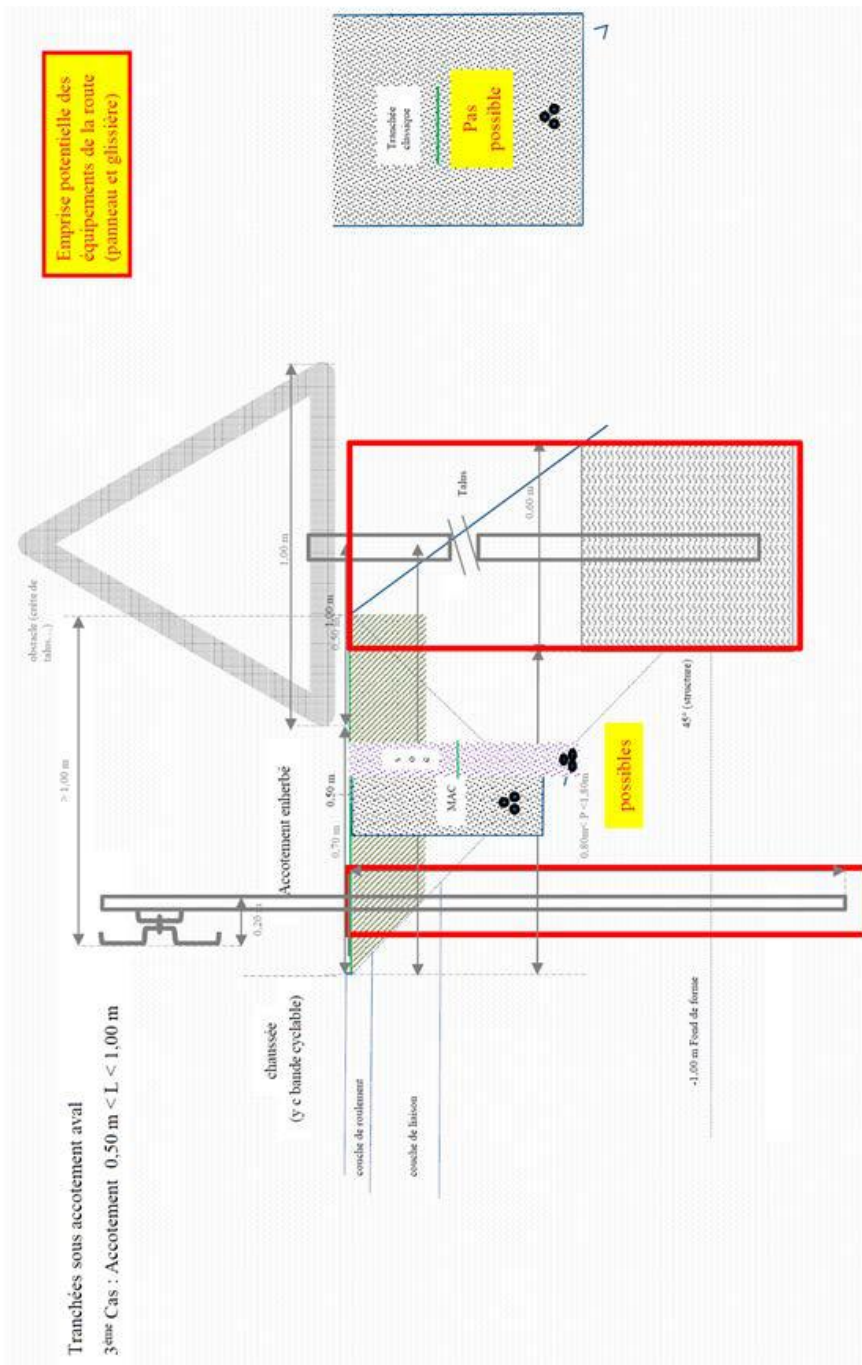 Tranchées sous accotement aval
3ème Cas : Accotement 0,50 m < L < 1,00 m
Emprise potentielle des
équipements de la route
(panneau et glissière)
> 1,00 m
obstacle (crête de
talus…)
0,20 m
1,00 m
chaussée
(y c bande cyclable)
Accotement enherbé
0,70 m
0,50 m
0,50 m
1,00 m
couche de roulement
couche de liaison
MAC
s
o
c
Talus
0,60 m
Tranchée
classique
Pas
possible
0,80m< P <1,80m
possibles
45° (structure)
-1,00 m Fond de forme